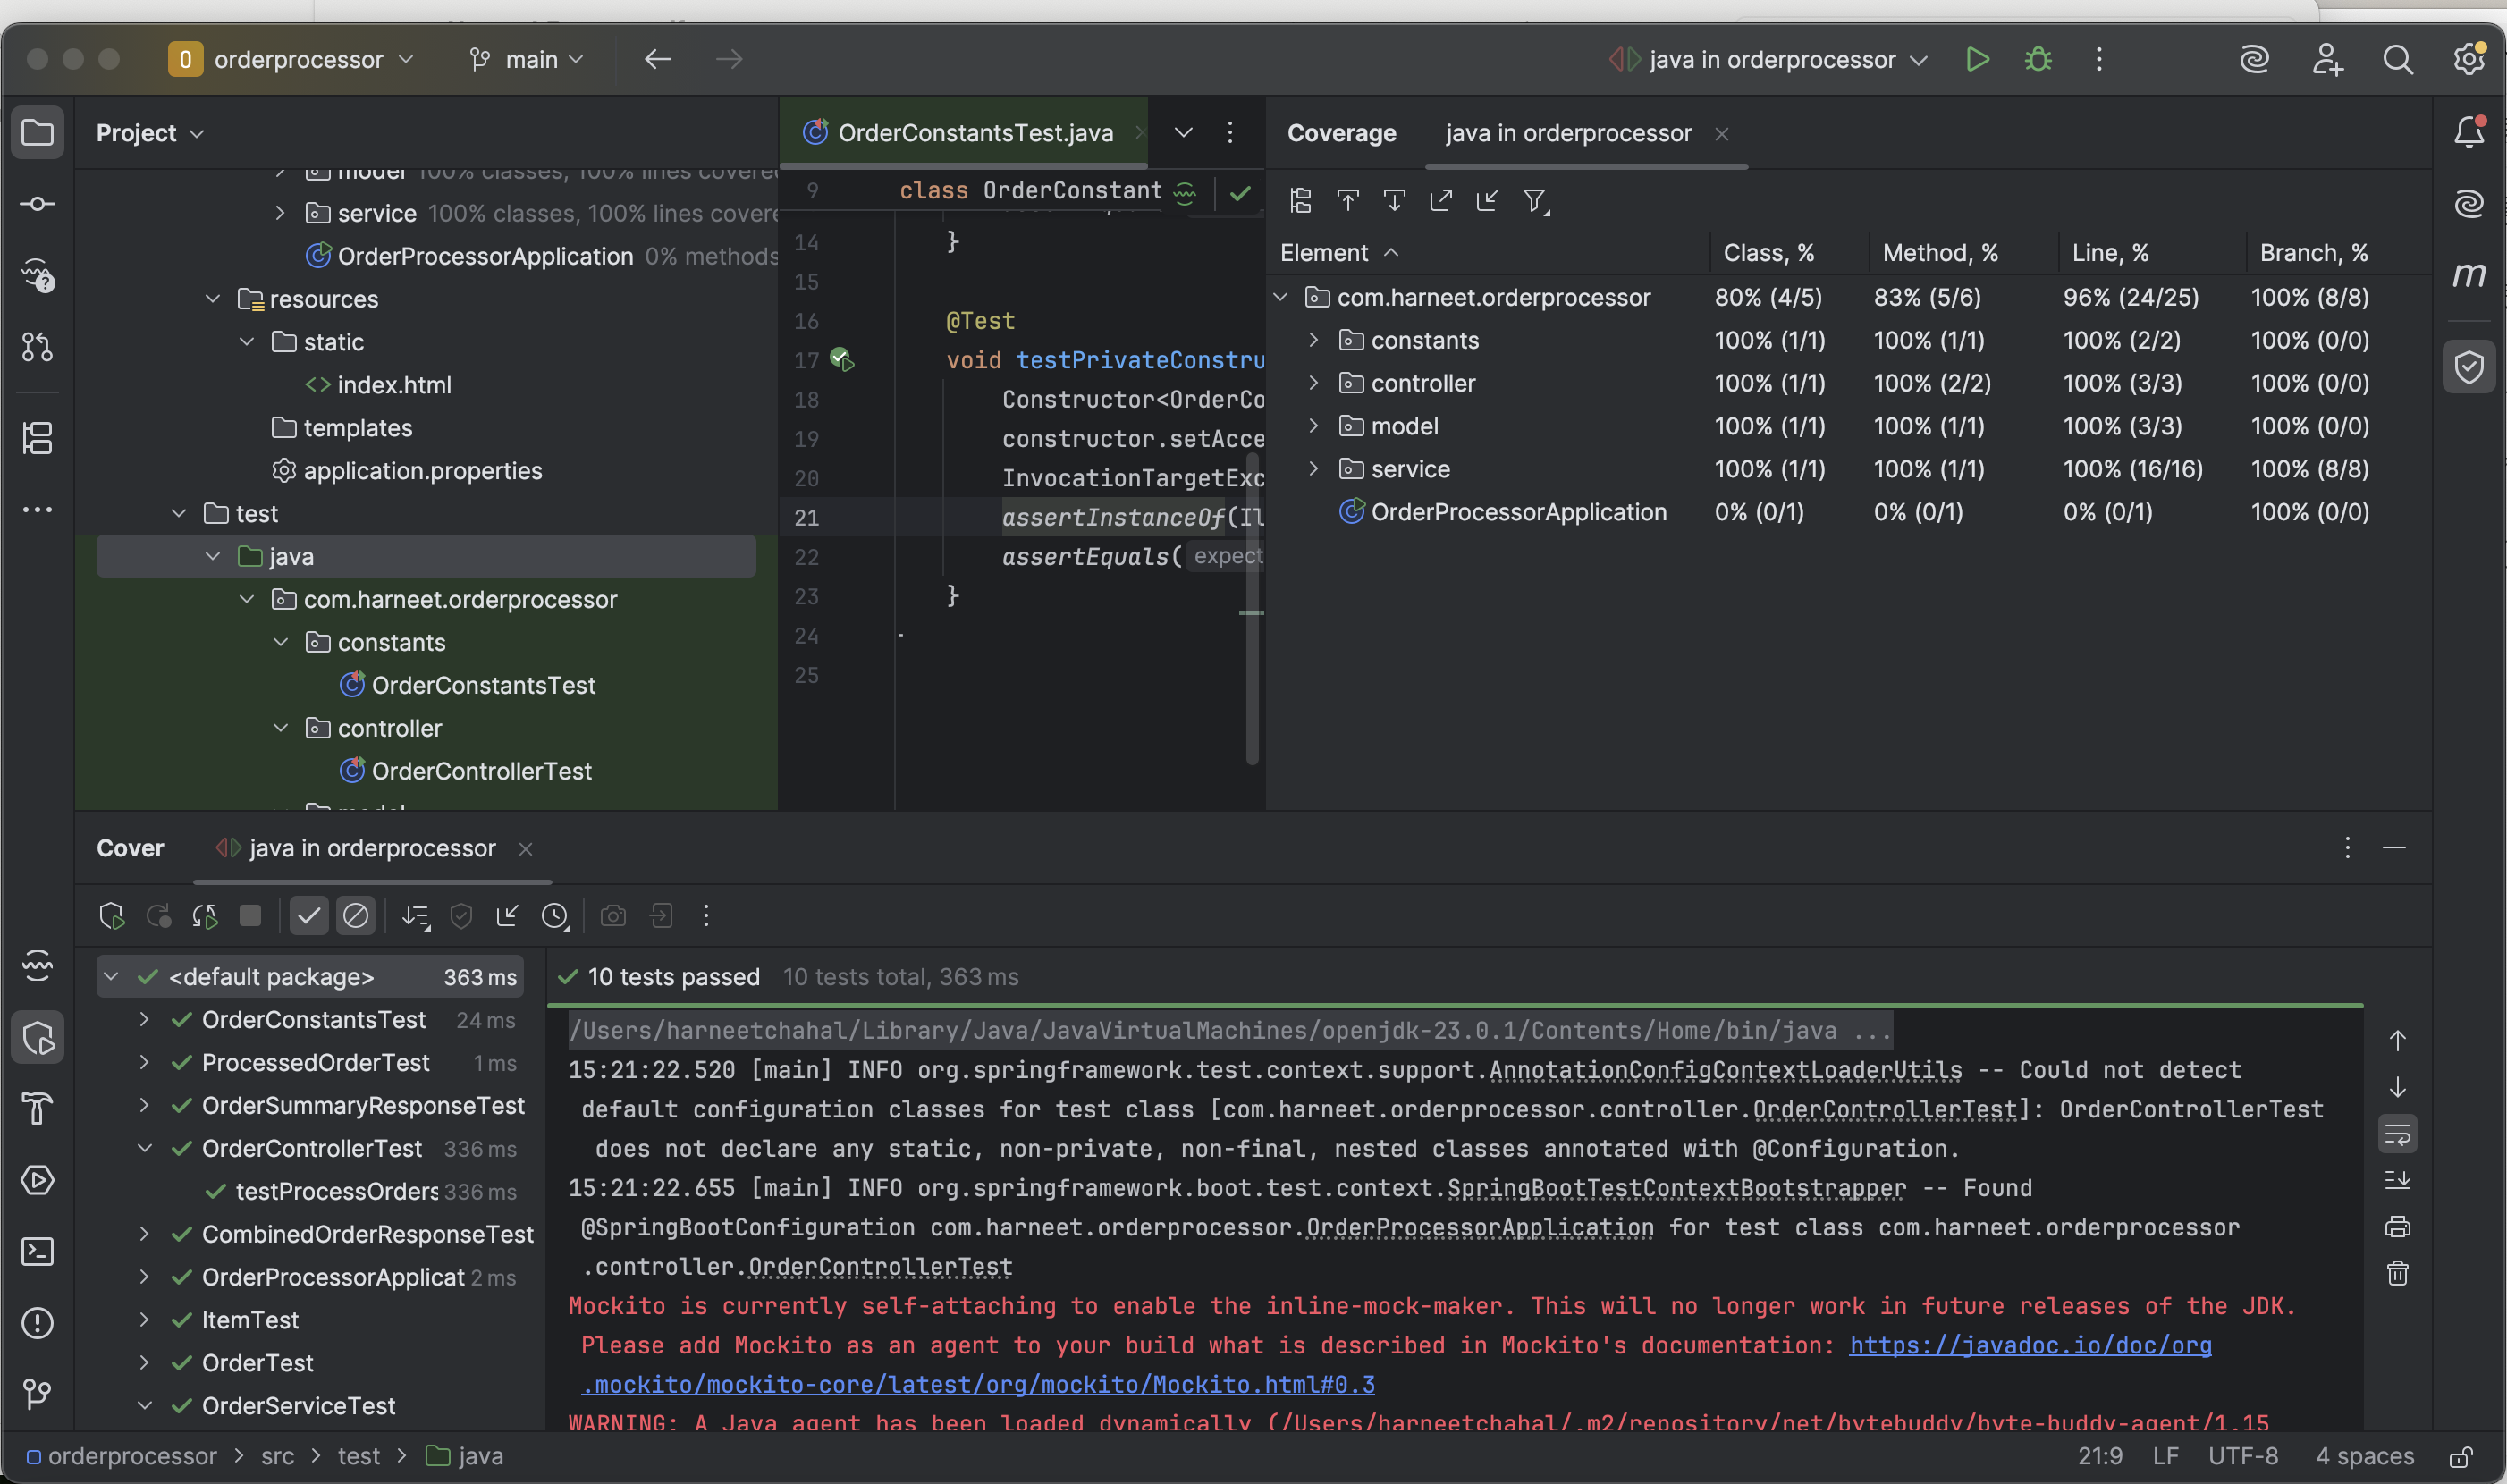 O orderprocessor main java in orderprocessor
Project
model 100% classes, 100% lines covered
service 100% classes, 100% lines covere
OrderProcessorApplication 0% methods
resources
static
index.html
templates
application.properties
test
java
com.harneet.orderprocessor
constants
OrderConstantsTest
controller
OrderControllerTest
OrderConstantsTest.java
9 class OrderConstant
14 }
15
16 @Test
17 void testPrivateConstru
18 Constructor<OrderCo
19 constructor.setAcce
20 InvocationTargetExc
21 assertInstanceOf(Il
22 assertEquals( expect
23 }
24
25
Coverage java in orderprocessor
Element Class, % Method, % Line, % Branch, %
com.harneet.orderprocessor 80% (4/5) 83% (5/6) 96% (24/25) 100% (8/8)
constants 100% (1/1) 100% (1/1) 100% (2/2) 100% (0/0)
controller 100% (1/1) 100% (2/2) 100% (3/3) 100% (0/0)
model 100% (1/1) 100% (1/1) 100% (3/3) 100% (0/0)
service 100% (1/1) 100% (1/1) 100% (16/16) 100% (8/8)
OrderProcessorApplication 0% (0/1) 0% (0/1) 0% (0/1) 100% (0/0)
m
Cover java in orderprocessor
<default package> 363 ms
OrderConstantsTest 24 ms
ProcessedOrderTest 1 ms
OrderSummaryResponseTest
OrderControllerTest 336 ms
testProcessOrders 336 ms
CombinedOrderResponseTest
OrderProcessorApplicat 2 ms
ItemTest
OrderTest
OrderServiceTest
10 tests passed 10 tests total, 363 ms
/Users/harneetchahal/Library/Java/JavaVirtualMachines/openjdk-23.0.1/Contents/Home/bin/java ...
15:21:22.520 [main] INFO org.springframework.test.context.support.AnnotationConfigContextLoaderUtils -- Could not detect
default configuration classes for test class [com.harneet.orderprocessor.controller.OrderControllerTest]: OrderControllerTest
does not declare any static, non-private, non-final, nested classes annotated with @Configuration.
15:21:22.655 [main] INFO org.springframework.boot.test.context.SpringBootTestContextBootstrapper -- Found
@SpringBootConfiguration com.harneet.orderprocessor.OrderProcessorApplication for test class com.harneet.orderprocessor
.controller.OrderControllerTest
Mockito is currently self-attaching to enable the inline-mock-maker. This will no longer work in future releases of the JDK.
Please add Mockito as an agent to your build what is described in Mockito's documentation: https://javadoc.io/doc/org
.mockito/mockito-core/latest/org/mockito/Mockito.html#0.3
WARNING: A Java agent has been loaded dynamically (/Users/harneetchahal/.m2/repository/net/bytebuddy/byte-buddy-agent/1.15
orderprocessor > src > test > java
21:9 LF UTF-8 4 spaces